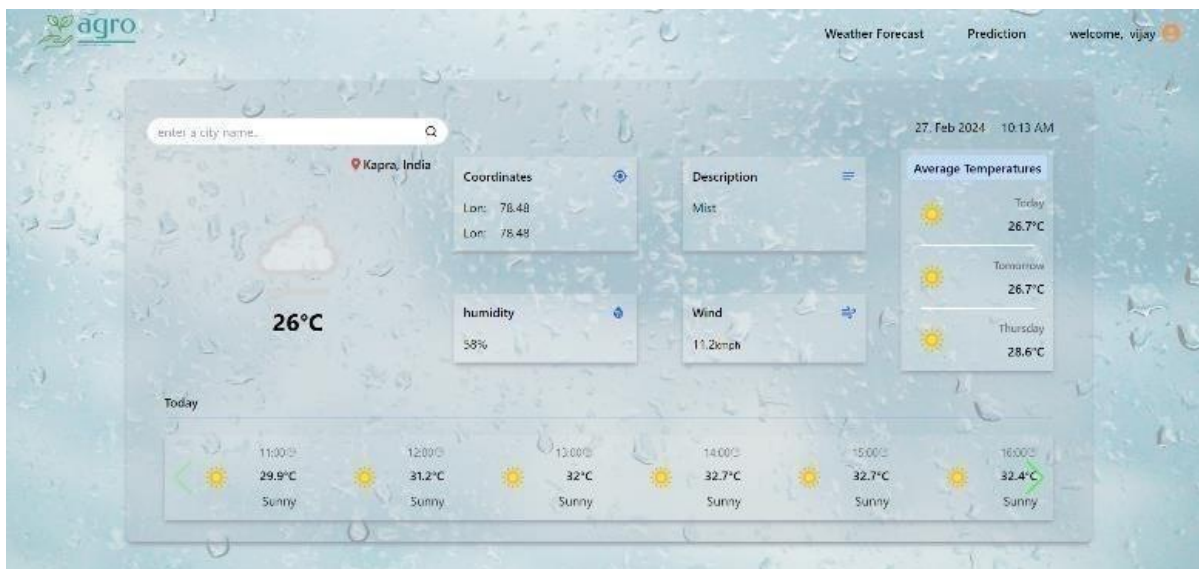 agro
Weather Forecast Prediction welcome, vijay
enter a city name..
27. Feb 2024 10:13 AM
Kapra, India
Coordinates
Lon: 78.48
Lon: 78.48
Description
Mist
Average Temperatures
Today
26.7°C
Tomorrow
26.7°C
Thursday
28.6°C
26°C
humidity
58%
Wind
11.2kmph
Today
11:00 12:00 13:00 14:00 15:00 16:00
29.9°C 31.2°C 32°C 32.7°C 32.7°C 32.4°C
Sunny Sunny Sunny Sunny Sunny Sunny